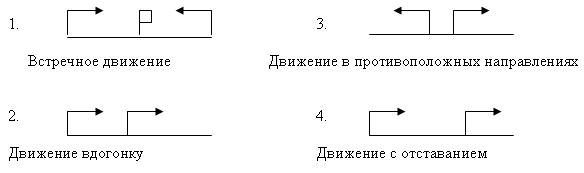 1.
3.
Встречное движение
Движение в противоположных направлениях
2.
4.
Движение вдогонку
Движение с отставанием